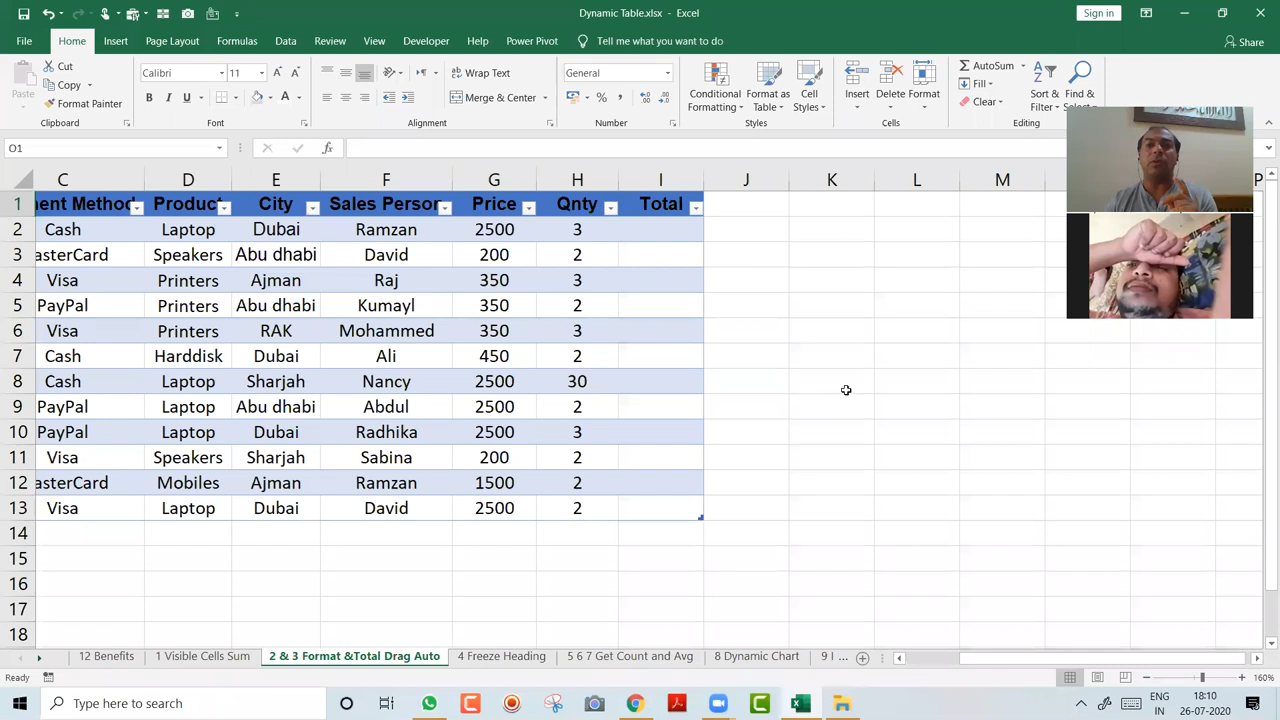 Dynamic Table.xlsx - Excel
Sign in
File Home Insert Page Layout Formulas Data Review View Developer Help Power Pivot Tell me what you want to do Share
Cut
Copy
Format Painter
Paste
Clipboard
Calibri 11
B I U A
Font
Wrap Text
Merge & Center
Alignment
General
%
Number
Conditional Formatting
Format as Table
Cell Styles
Styles
Insert Delete Format
Cells
AutoSum
Fill
Clear
Sort & Filter
Find & Select
Editing
O1 fx
C D E F G H I J K L M P
1 nent Method Product City Sales Person Price Qnty Total
2 Cash Laptop Dubai Ramzan 2500 3
3 asterCard Speakers Abu dhabi David 200 2
4 Visa Printers Ajman Raj 350 3
5 PayPal Printers Abu dhabi Kumayl 350 2
6 Visa Printers RAK Mohammed 350 3
7 Cash Harddisk Dubai Ali 450 2
8 Cash Laptop Sharjah Nancy 2500 30
9 PayPal Laptop Abu dhabi Abdul 2500 2
10 PayPal Laptop Dubai Radhika 2500 3
11 Visa Speakers Sharjah Sabina 200 2
12 asterCard Mobiles Ajman Ramzan 1500 2
13 Visa Laptop Dubai David 2500 2
14
15
16
17
18
12 Benefits 1 Visible Cells Sum 2 & 3 Format &Total Drag Auto 4 Freeze Heading 5 6 7 Get Count and Avg 8 Dynamic Chart 9 I ...
Ready 160%
Type here to search
ENG
IN
18:10
26-07-2020